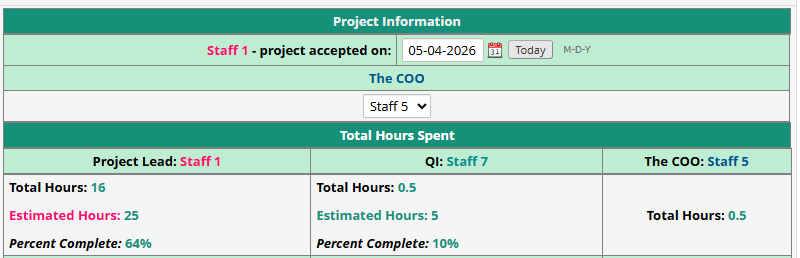 Project Information
Staff 1 - project accepted on: 05-04-2026 31 Today M-D-Y
The COO
Staff 5
Total Hours Spent
Project Lead: Staff 1 QI: Staff 7 The COO: Staff 5
Total Hours: 16 Total Hours: 0.5
Estimated Hours: 25 Estimated Hours: 5 Total Hours: 0.5
Percent Complete: 64% Percent Complete: 10%